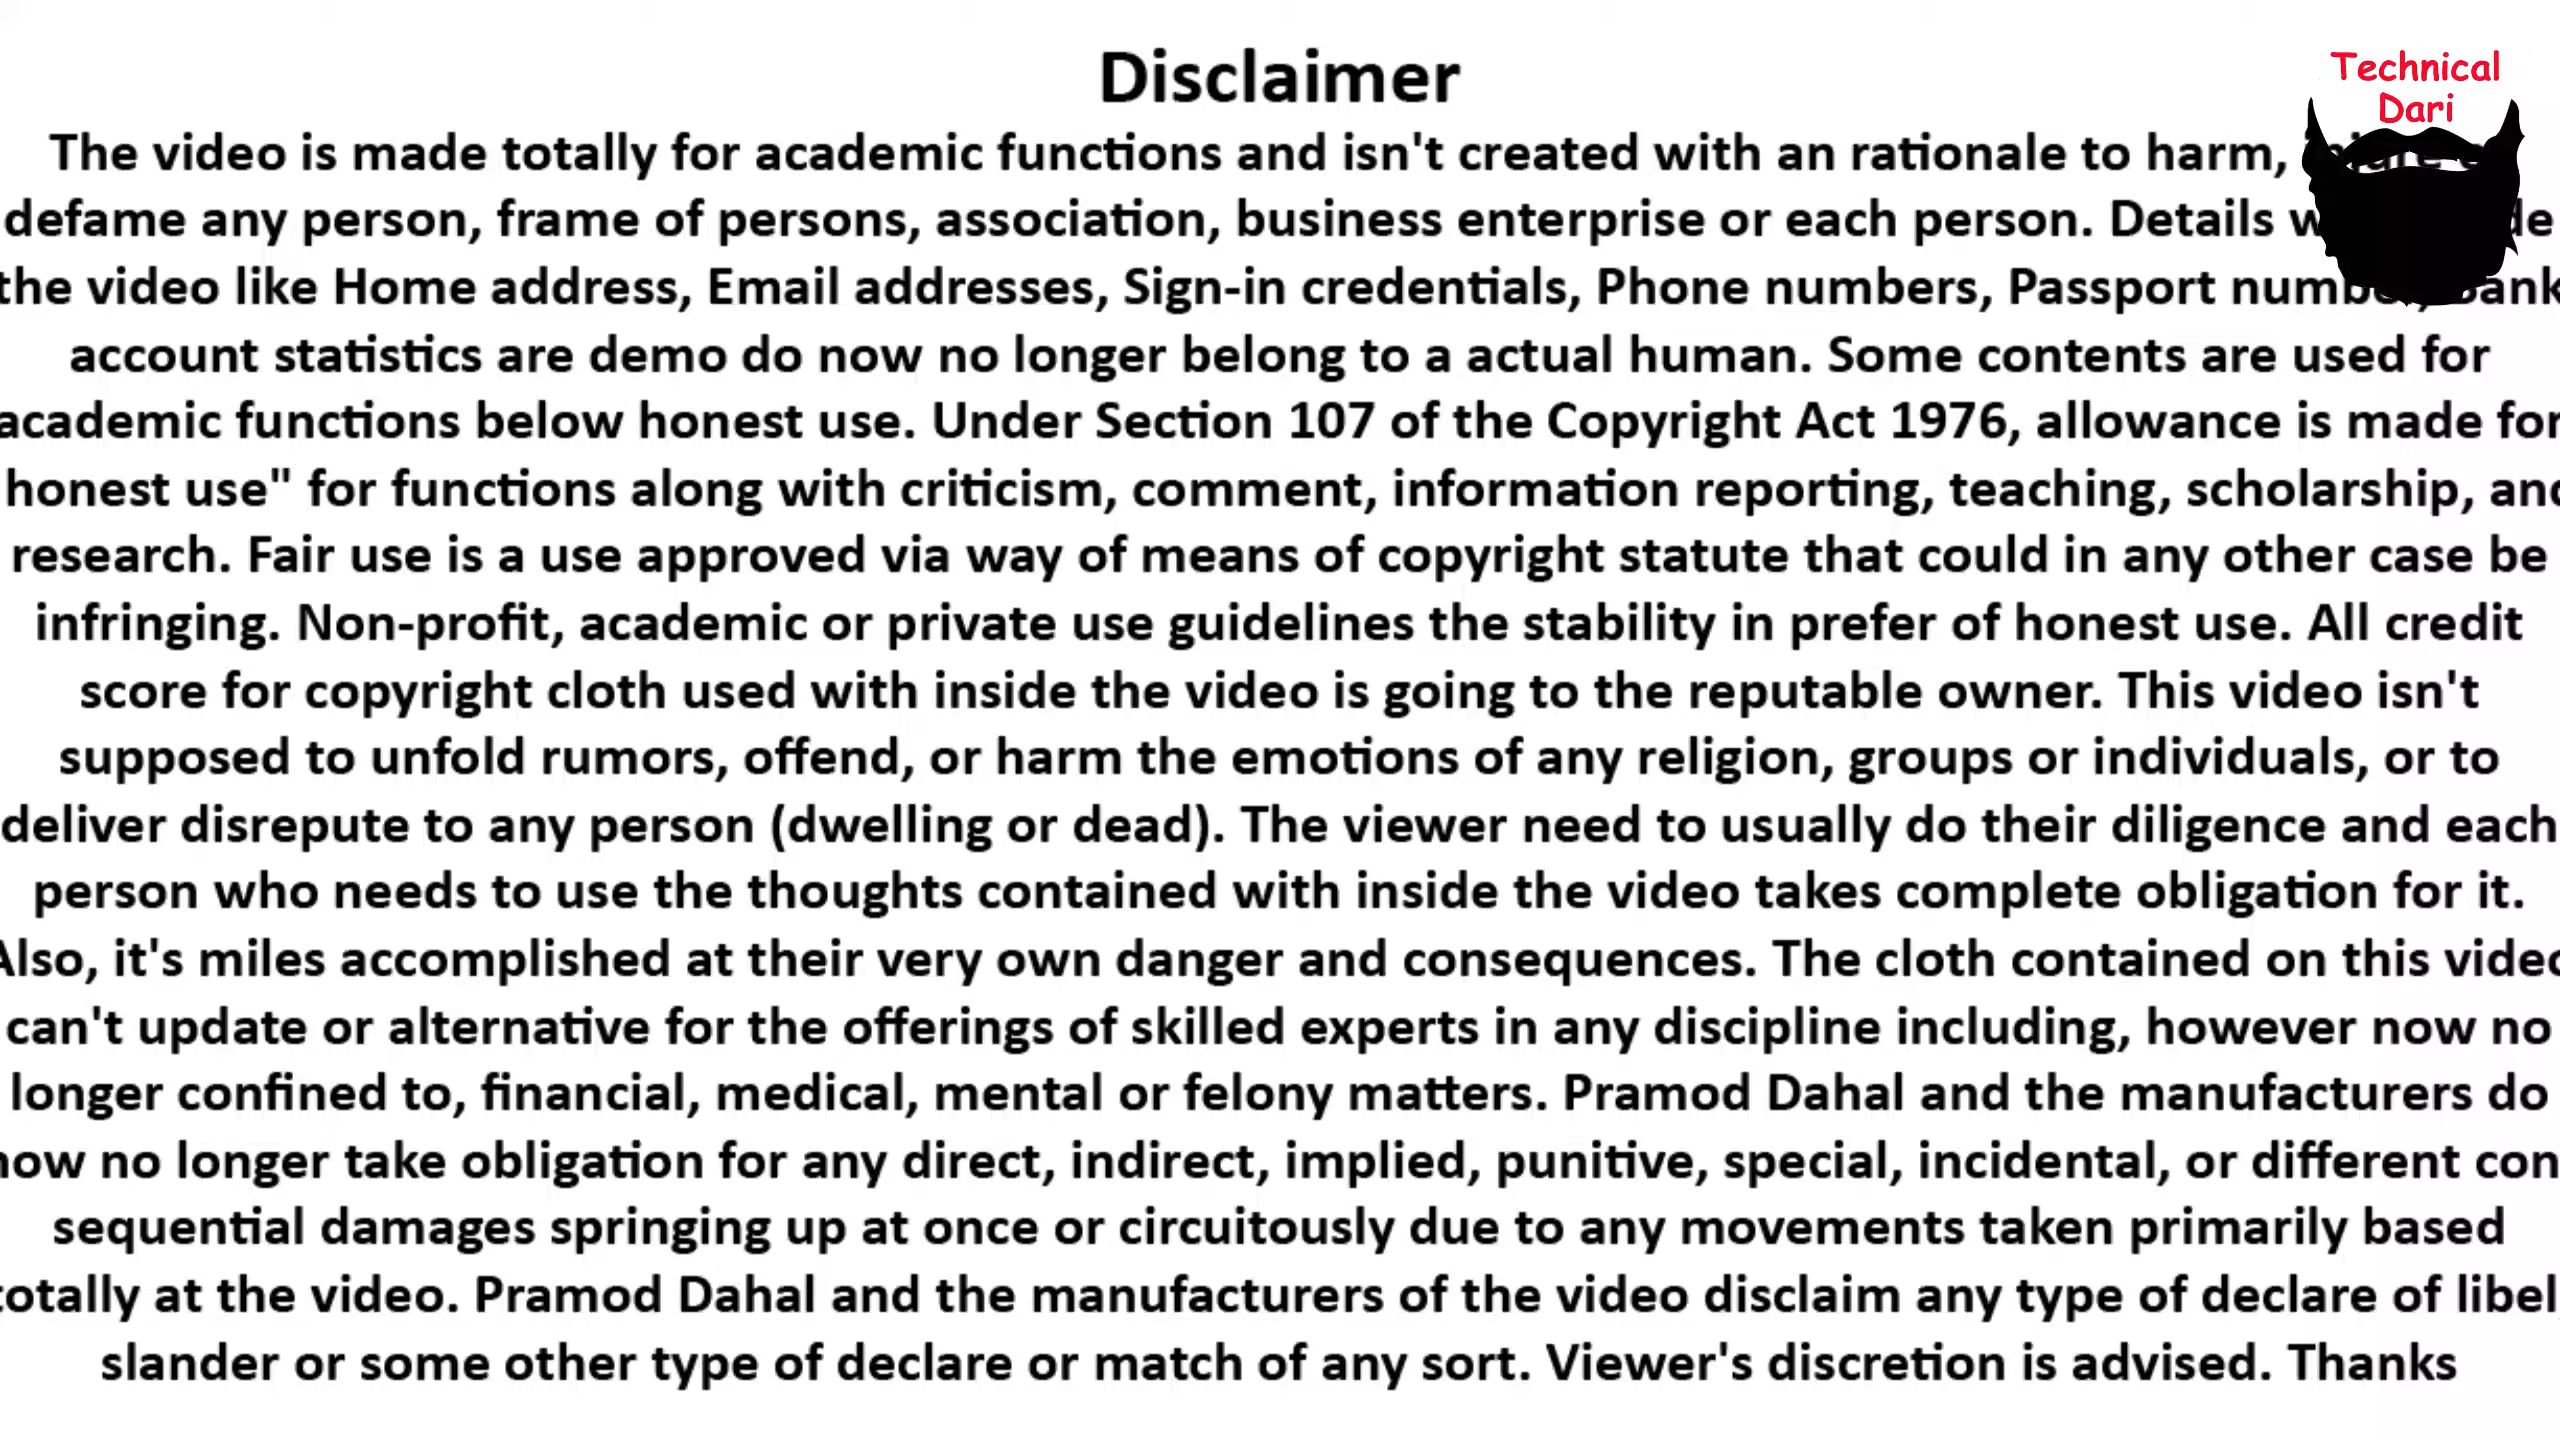 Disclaimer
Technical
Dari
The video is made totally for academic functions and isn't created with an rationale to harm,
defame any person, frame of persons, association, business enterprise or each person. Details
the video like Home address, Email addresses, Sign-in credentials, Phone numbers, Passport
account statistics are demo do now no longer belong to a actual human. Some contents are used for
academic functions below honest use. Under Section 107 of the Copyright Act 1976, allowance is made for
honest use" for functions along with criticism, comment, information reporting, teaching, scholarship, and
research. Fair use is a use approved via way of means of copyright statute that could in any other case be
infringing. Non-profit, academic or private use guidelines the stability in prefer of honest use. All credit
score for copyright cloth used with inside the video is going to the reputable owner. This video isn't
supposed to unfold rumors, offend, or harm the emotions of any religion, groups or individuals, or to
deliver disrepute to any person (dwelling or dead). The viewer need to usually do their diligence and each
person who needs to use the thoughts contained with inside the video takes complete obligation for it.
Also, it's miles accomplished at their very own danger and consequences. The cloth contained on this video
can't update or alternative for the offerings of skilled experts in any discipline including, however now no
longer confined to, financial, medical, mental or felony matters. Pramod Dahal and the manufacturers do
now no longer take obligation for any direct, indirect, implied, punitive, special, incidental, or different con
sequential damages springing up at once or circuitously due to any movements taken primarily based
totally at the video. Pramod Dahal and the manufacturers of the video disclaim any type of declare of libel,
slander or some other type of declare or match of any sort. Viewer's discretion is advised. Thanks